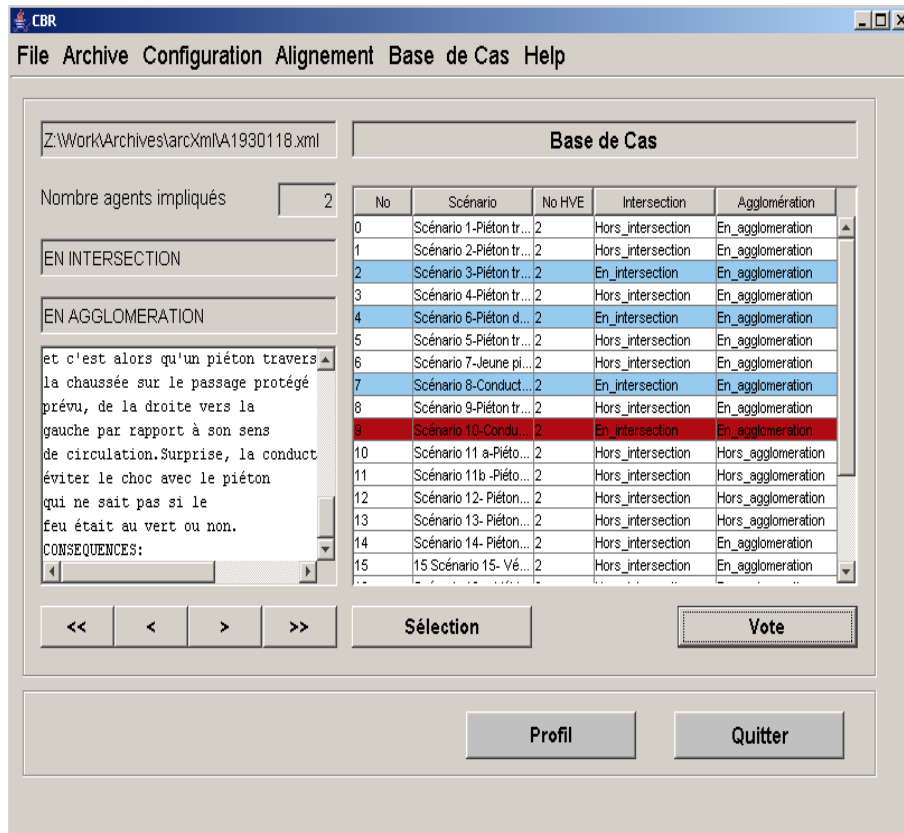 CBR
File Archive Configuration Alignement Base de Cas Help
Z:\Work\Archives\arcXml\A1930118.xml
Base de Cas
Nombre agents impliqués 2
EN INTERSECTION
EN AGGLOMERATION
et c'est alors qu'un piéton travers
la chaussée sur le passage protégé
prévu, de la droite vers la
gauche par rapport à son sens
de circulation.Surprise, la conduct
éviter le choc avec le piéton
qui ne sait pas si le
feu était au vert ou non.
CONSEQUENCES:
No Scénario No HVE Intersection Agglomération
0 Scénario 1-Piéton tr... 2 Hors_intersection En_agglomeration
1 Scénario 2-Piéton tr... 2 Hors_intersection En_agglomeration
2 Scénario 3-Piéton tr... 2 En_intersection En_agglomeration
3 Scénario 4-Piéton tr... 2 Hors_intersection En_agglomeration
4 Scénario 6-Piéton d... 2 En_intersection En_agglomeration
5 Scénario 5-Piéton tr... 2 Hors_intersection En_agglomeration
6 Scénario 7-Jeune pi... 2 Hors_intersection En_agglomeration
7 Scénario 8-Conduct... 2 En_intersection En_agglomeration
8 Scénario 9-Piéton tr... 2 Hors_intersection En_agglomeration
9 Scénario 10-Condu... 2 En_intersection En_agglomeration
10 Scénario 11 a-Piéto... 2 Hors_intersection Hors_agglomeration
11 Scénario 11b -Piéto... 2 Hors_intersection Hors_agglomeration
12 Scénario 12- Piéton... 2 Hors_intersection Hors_agglomeration
13 Scénario 13- Piéton... 2 Hors_intersection Hors_agglomeration
14 Scénario 14- Piéton... 2 Hors_intersection En_agglomeration
15 15 Scénario 15- Vé... 2 Hors_intersection En_agglomeration
<< < > >> Sélection Vote
Profil Quitter